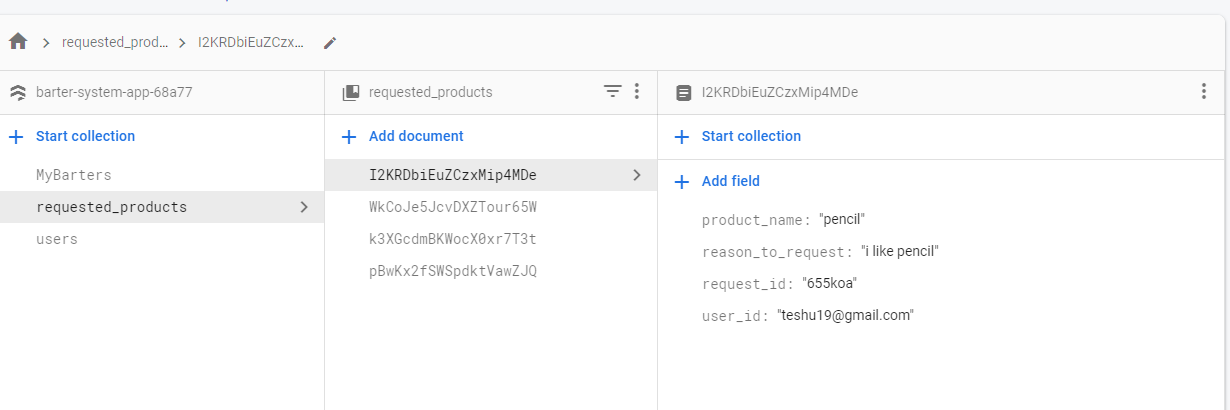 requested_prod... I2KRDbiEuZCzx...
barter-system-app-68a77
requested_products
I2KRDbiEuZCzxMip4MDe
Start collection
Add document
Start collection
MyBarters
requested_products
users
I2KRDbiEuZCzxMip4MDe
WkCoJe5JcvDXZTour65W
k3XGcdmBKWocX0xr7T3t
pBwKx2fSWSpdktVawZJQ
Add field
product_name: "pencil"
reason_to_request: "i like pencil"
request_id: "655koa"
user_id: "teshu19@gmail.com"